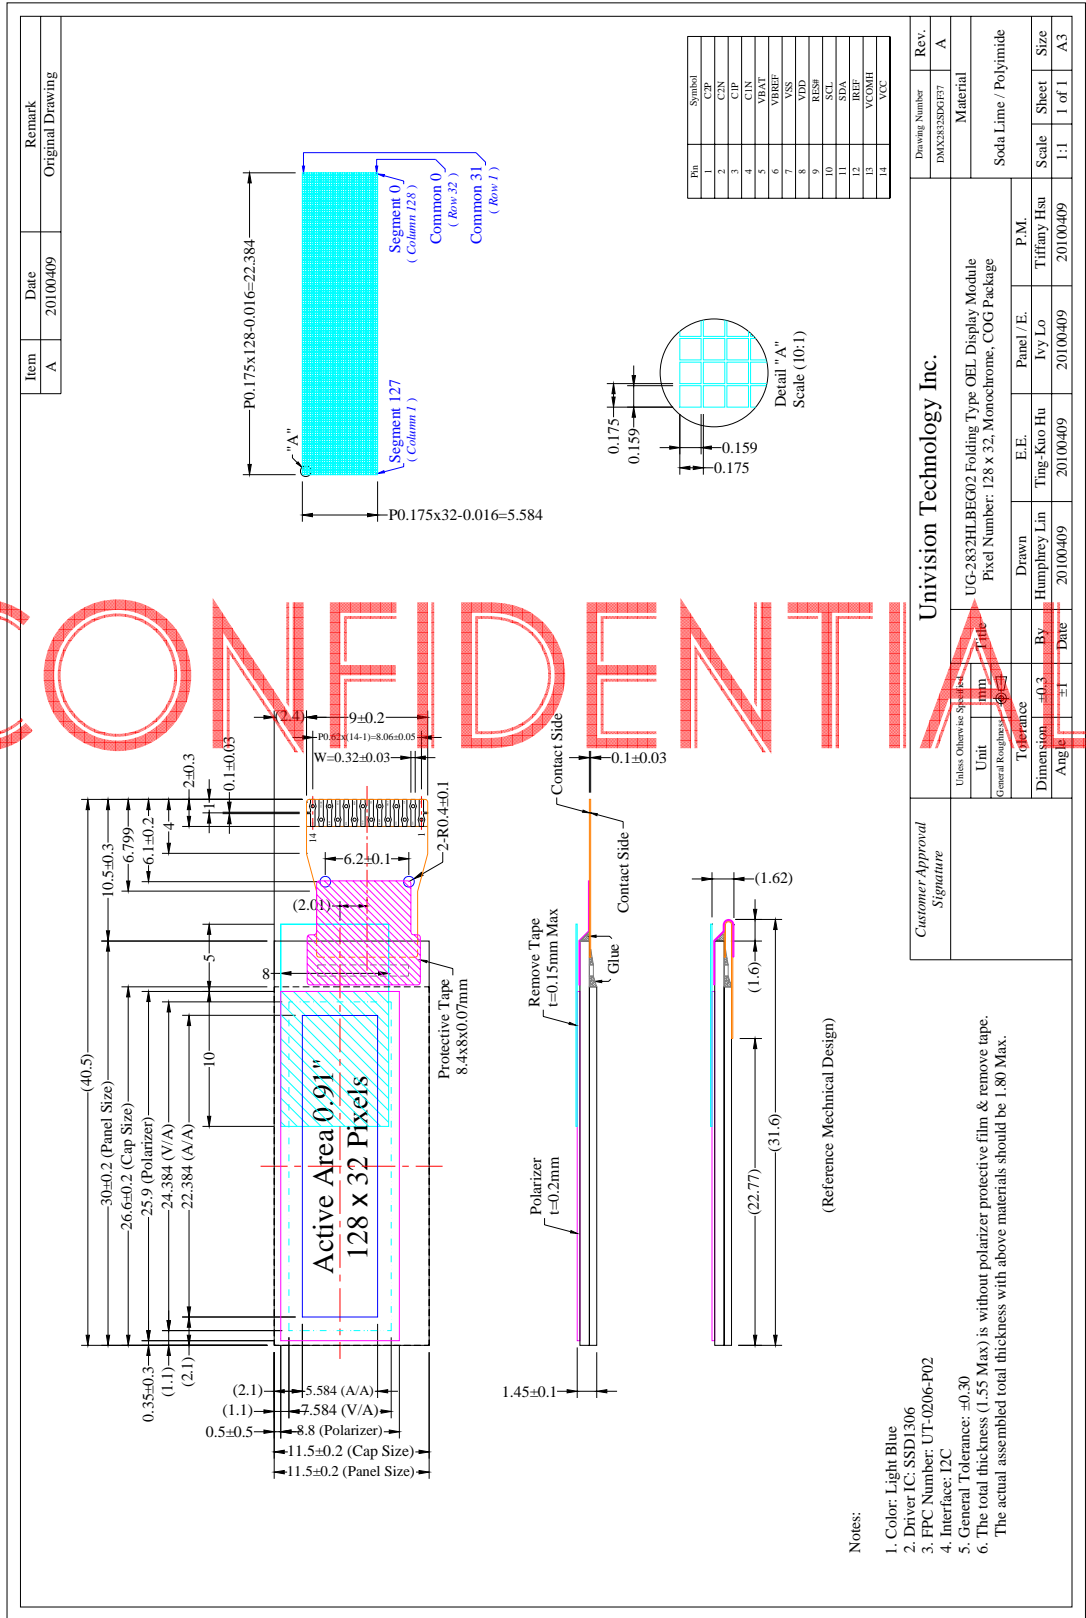 Item Date Remark
A 20100409 Original Drawing
P0.175x128-0.016=22.384
"A"
P0.175x32-0.016=5.584
Segment 127
( Column 1 )
Segment 0
( Column 128 )
Common 0
( Row 32 )
Common 31
( Row 1 )
0.175
0.159
0.159
0.175
Detail "A"
Scale (10:1)
Pin Symbol
1 C2P
2 C2N
3 C1P
4 C1N
5 VBAT
6 VBREF
7 VSS
8 VDD
9 RES#
10 SCL
11 SDA
12 IREF
13 VCOMH
14 VCC
CONFIDENTIAL
(40.5)
30±0.2 (Panel Size)
10.5±0.3
26.6±0.2 (Cap Size)
6.799
25.9 (Polarizer)
6.1±0.2
24.384 (V/A)
4
22.384 (A/A)
2±0.3
1
0.1±0.03
0.35±0.3
(1.1)
(2.1)
5
8
10
(2.4)
9±0.2
P0.62x(14-1)=8.06±0.05
W=0.32±0.03
14
1
6.2±0.1
2-R0.4±0.1
(2.01)
Protective Tape
8.4x8x0.07mm
Active Area 0.91"
128 x 32 Pixels
(2.1)
5.584 (A/A)
(1.1)
7.584 (V/A)
0.5±0.5
8.8 (Polarizer)
11.5±0.2 (Cap Size)
11.5±0.2 (Panel Size)
Contact Side
0.1±0.03
Contact Side
Remove Tape
t=0.15mm Max
Glue
Polarizer
t=0.2mm
1.45±0.1
(1.62)
(1.6)
(22.77)
(31.6)
(Reference Mechnical Design)
Notes:
1. Color: Light Blue
2. Driver IC: SSD1306
3. FPC Number: UT-0206-P02
4. Interface: I2C
5. General Tolerance: ±0.30
6. The total thickness (1.55 Max) is without polarizer protective film & remove tape.
The actual assembled total thickness with above materials should be 1.80 Max.
Customer Approval
Signature
Univision Technology Inc.
Drawing Number Rev.
DMX2832SDGF37 A
Unless Otherwise Specified
Unit mm
General Roughness
Title
UG-2832HLBEG02 Folding Type OEL Display Module
Pixel Number: 128 x 32, Monochrome, COG Package
Material
Soda Lime / Polyimide
Tolerance
Dimension ±0.3
Angle ±1
Drawn E.E. Panel / E. P.M.
By Humphrey Lin Ting-Kuo Hu Ivy Lo Tiffany Hsu
Date 20100409 20100409 20100409 20100409
Scale Sheet Size
1:1 1 of 1 A3